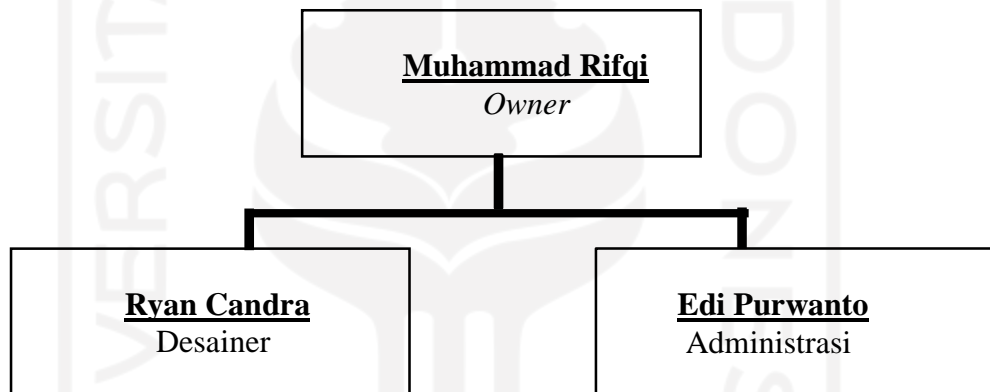 Muhammad Rifqi
Owner
Ryan Candra
Desainer
Edi Purwanto
Administrasi